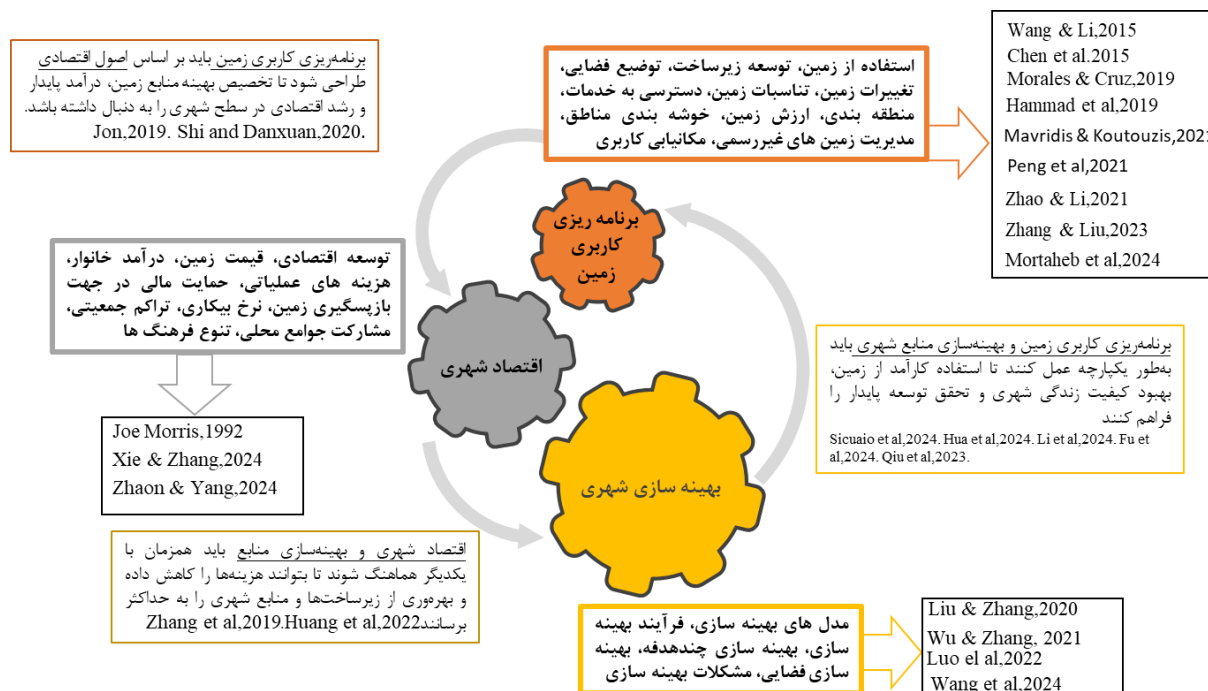 برنامه‌ریزی کاربری زمین باید بر اساس اصول اقتصادی
طراحی شود تا تخصیص بهینه منابع زمین، درآمد پایدار
و رشد اقتصادی در سطح شهری را به دنبال داشته باشد.
Jon,2019. Shi and Danxuan,2020.
استفاده از زمین، توسعه زیرساخت، توضیع فضایی،
تغییرات زمین، تناسبات زمین، دسترسی به خدمات،
منطقه بندی، ارزش زمین، خوشه بندی مناطق،
مدیریت زمین های غیررسمی، مکانیابی کاربری
Wang & Li,2015
Chen et al.2015
Morales & Cruz,2019
Hammad et al,2019
Mavridis & Koutouzis,2021
Peng et al,2021
Zhao & Li,2021
Zhang & Liu,2023
Mortaheb et al,2024
برنامه ریزی
کاربری
زمین
توسعه اقتصادی، قیمت زمین، درآمد خانوار،
هزینه های عملیاتی، حمایت مالی در جهت
بازپسگیری زمین، نرخ بیکاری، تراکم جمعیتی،
مشارکت جوامع محلی، تنوع فرهنگ ها
اقتصاد شهری
Joe Morris,1992
Xie & Zhang,2024
Zhaon & Yang,2024
برنامه‌ریزی کاربری زمین و بهینه‌سازی منابع شهری باید
به‌طور یکپارچه عمل کنند تا استفاده کارآمد از زمین،
بهبود کیفیت زندگی شهری و تحقق توسعه پایدار را
فراهم کنند
Sicuaio et al,2024. Hua et al,2024. Li et al,2024. Fu et
al,2024. Qiu et al,2023.
بهینه سازی شهری
اقتصاد شهری و بهینه‌سازی منابع باید همزمان با
یکدیگر هماهنگ شوند تا بتوانند هزینه‌ها را کاهش داده
و بهره‌وری از زیرساخت‌ها و منابع شهری را به حداکثر
برسانندZhang et al,2019.Huang et al,2022
مدل های بهینه سازی، فرآیند بهینه
سازی، بهینه سازی چندهدفه، بهینه
سازی فضایی، مشکلات بهینه سازی
Liu & Zhang,2020
Wu & Zhang, 2021
Luo el al,2022
Wang et al,2024